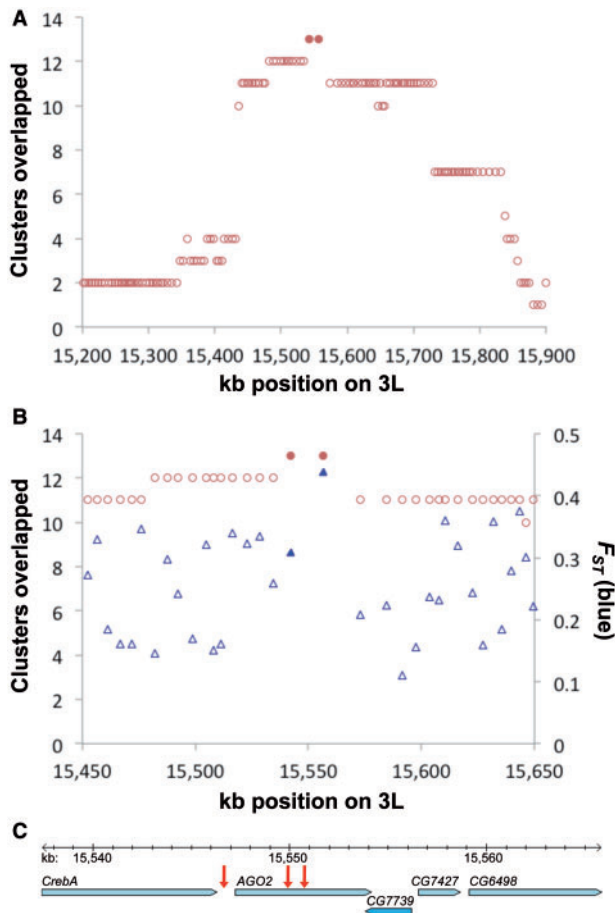 A
Clusters overlapped
14
12
10
8
6
4
2
0
15,200 15,300 15,400 15,500 15,600 15,700 15,800 15,900
kb position on 3L
B
Clusters overlapped
14
12
10
8
6
4
2
0
0.5
0.4
0.3
0.2
0.1
0
FST (blue)
15,450 15,500 15,550 15,600 15,650
kb position on 3L
C
kb: 15,540 15,550 15,560
CrebA AGO2 CG7427 CG6498
CG7739